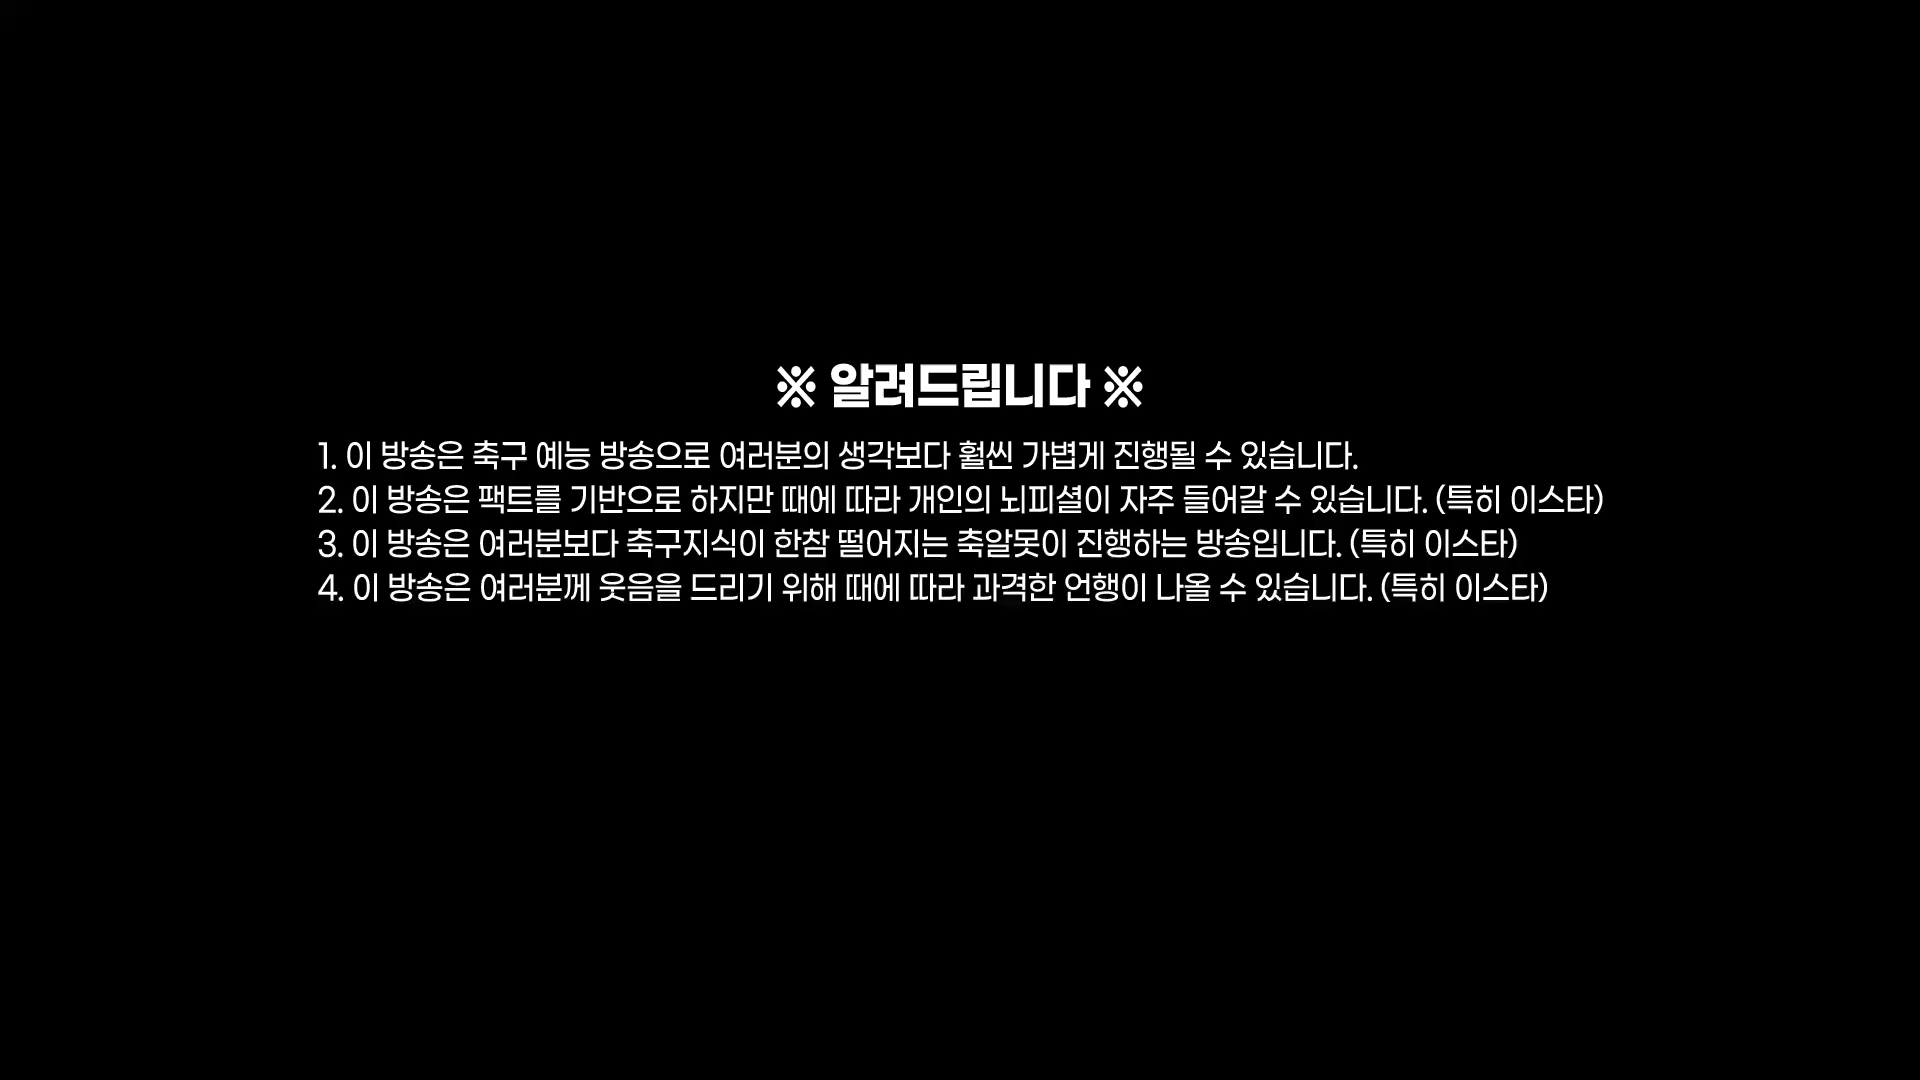 ※ 알려드립니다 ※
1. 이 방송은 축구 예능 방송으로 여러분의 생각보다 훨씬 가볍게 진행될 수 있습니다.
2. 이 방송은 팩트를 기반으로 하지만 때에 따라 개인의 뇌피셜이 자주 들어갈 수 있습니다. (특히 이스타)
3. 이 방송은 여러분보다 축구지식이 한참 떨어지는 축알못이 진행하는 방송입니다. (특히 이스타)
4. 이 방송은 여러분께 웃음을 드리기 위해 때에 따라 과격한 언행이 나올 수 있습니다. (특히 이스타)